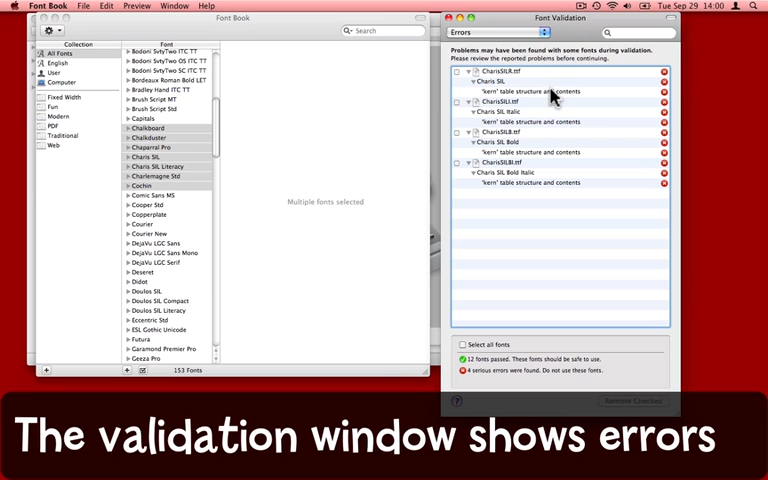 Font Book File Edit Preview Window Help Tue Sep 29 14:00
Font Book
Search
Collection Font
All Fonts
English
User
Computer
Fixed Width
Fun
Modern
PDF
Traditional
Web
Bodoni SvtyTwo ITC TT
Bodoni SvtyTwo OS ITC TT
Bodoni SvtyTwo SC ITC TT
Bordeaux Roman Bold LET
Bradley Hand ITC TT
Brush Script MT
Brush Script Std
Capitals
Chalkboard
Chalkduster
Chaparral Pro
Charis SIL
Charis SIL Literacy
Charlemagne Std
Cochin
Comic Sans MS
Cooper Std
Copperplate
Courier
Courier New
DejaVu LGC Sans
DejaVu LGC Sans Mono
DejaVu LGC Serif
Deseret
Didot
Doulos SIL
Doulos SIL Compact
Doulos SIL Literacy
Eccentric Std
ESL Gothic Unicode
Futura
Garamond Premier Pro
Geeza Pro
Multiple fonts selected
153 Fonts
Font Validation
Errors
Problems may have been found with some fonts during validation.
Please review the reported problems before continuing.
CharisSILR.ttf
Charis SIL
'kern' table structure and contents
CharisSILI.ttf
Charis SIL Italic
'kern' table structure and contents
CharisSILB.ttf
Charis SIL Bold
'kern' table structure and contents
CharisSILBI.ttf
Charis SIL Bold Italic
'kern' table structure and contents
Select all fonts
12 fonts passed. These fonts should be safe to use.
4 serious errors were found. Do not use these fonts.
? Remove Checked
The validation window shows errors